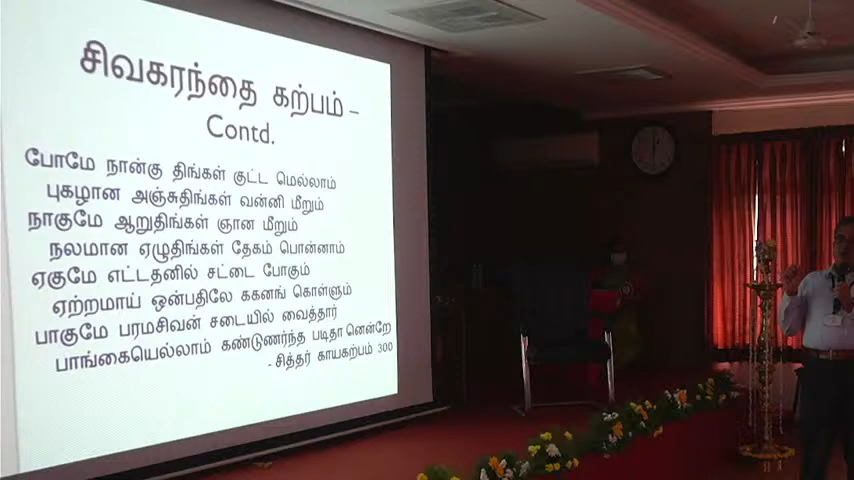 சிவகரந்தை கற்பம் –
Contd.
போமே நான்கு திங்கள் குட்ட மெல்லாம்
புகழான அஞ்சுதிங்கள் வன்னி மீறும்
நாகுமே ஆறுதிங்கள் ஞான மீறும்
நலமான ஏழுதிங்கள் தேகம் பொன்னாம்
ஏகுமே எட்டதனில் சட்டை போகும்
ஏற்றமாய் ஒன்பதிலே ககனங் கொள்ளும்
பாகுமே பரமசிவன் சடையில் வைத்தார்
பாங்கையெல்லாம் கண்டுணர்ந்த படிதா னென்றே
- சித்தர் காயகற்பம் 300